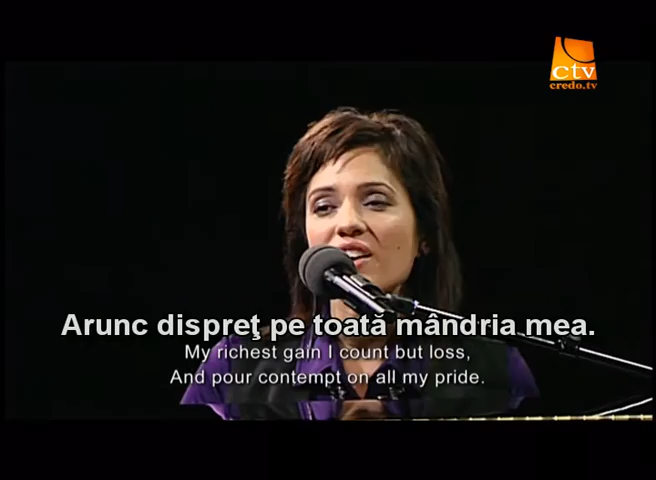 ctv
credo.tv
Arunc dispreţ pe toată mândria mea.
My richest gain I count but loss,
And pour contempt on all my pride.